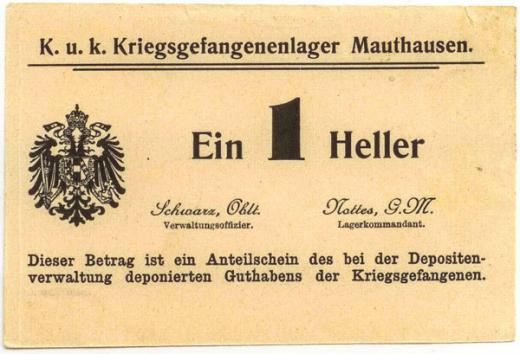 K. u. k. Kriegsgefangenenlager Mauthausen.
Ein 1 Heller
Schwarz, Oblt. Nottes, G.M.
Verwaltungsoffizier. Lagerkommandant.
Dieser Betrag ist ein Anteilschein des bei der Depositen-
verwaltung deponierten Guthabens der Kriegsgefangenen.